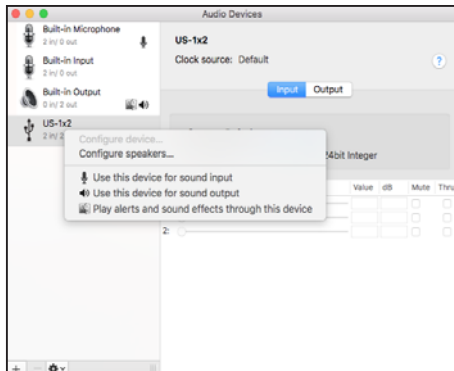 Audio Devices
Built-in Microphone
2 in/ 0 out
Built-in Input
2 in/ 0 out
Built-in Output
0 in/ 2 out
US-1x2
2 in/ 2
US-1x2
Clock source: Default
?
Input Output
24bit Integer
Value dB Mute Thru
2:
Configure device...
Configure speakers...
Use this device for sound input
Use this device for sound output
Play alerts and sound effects through this device